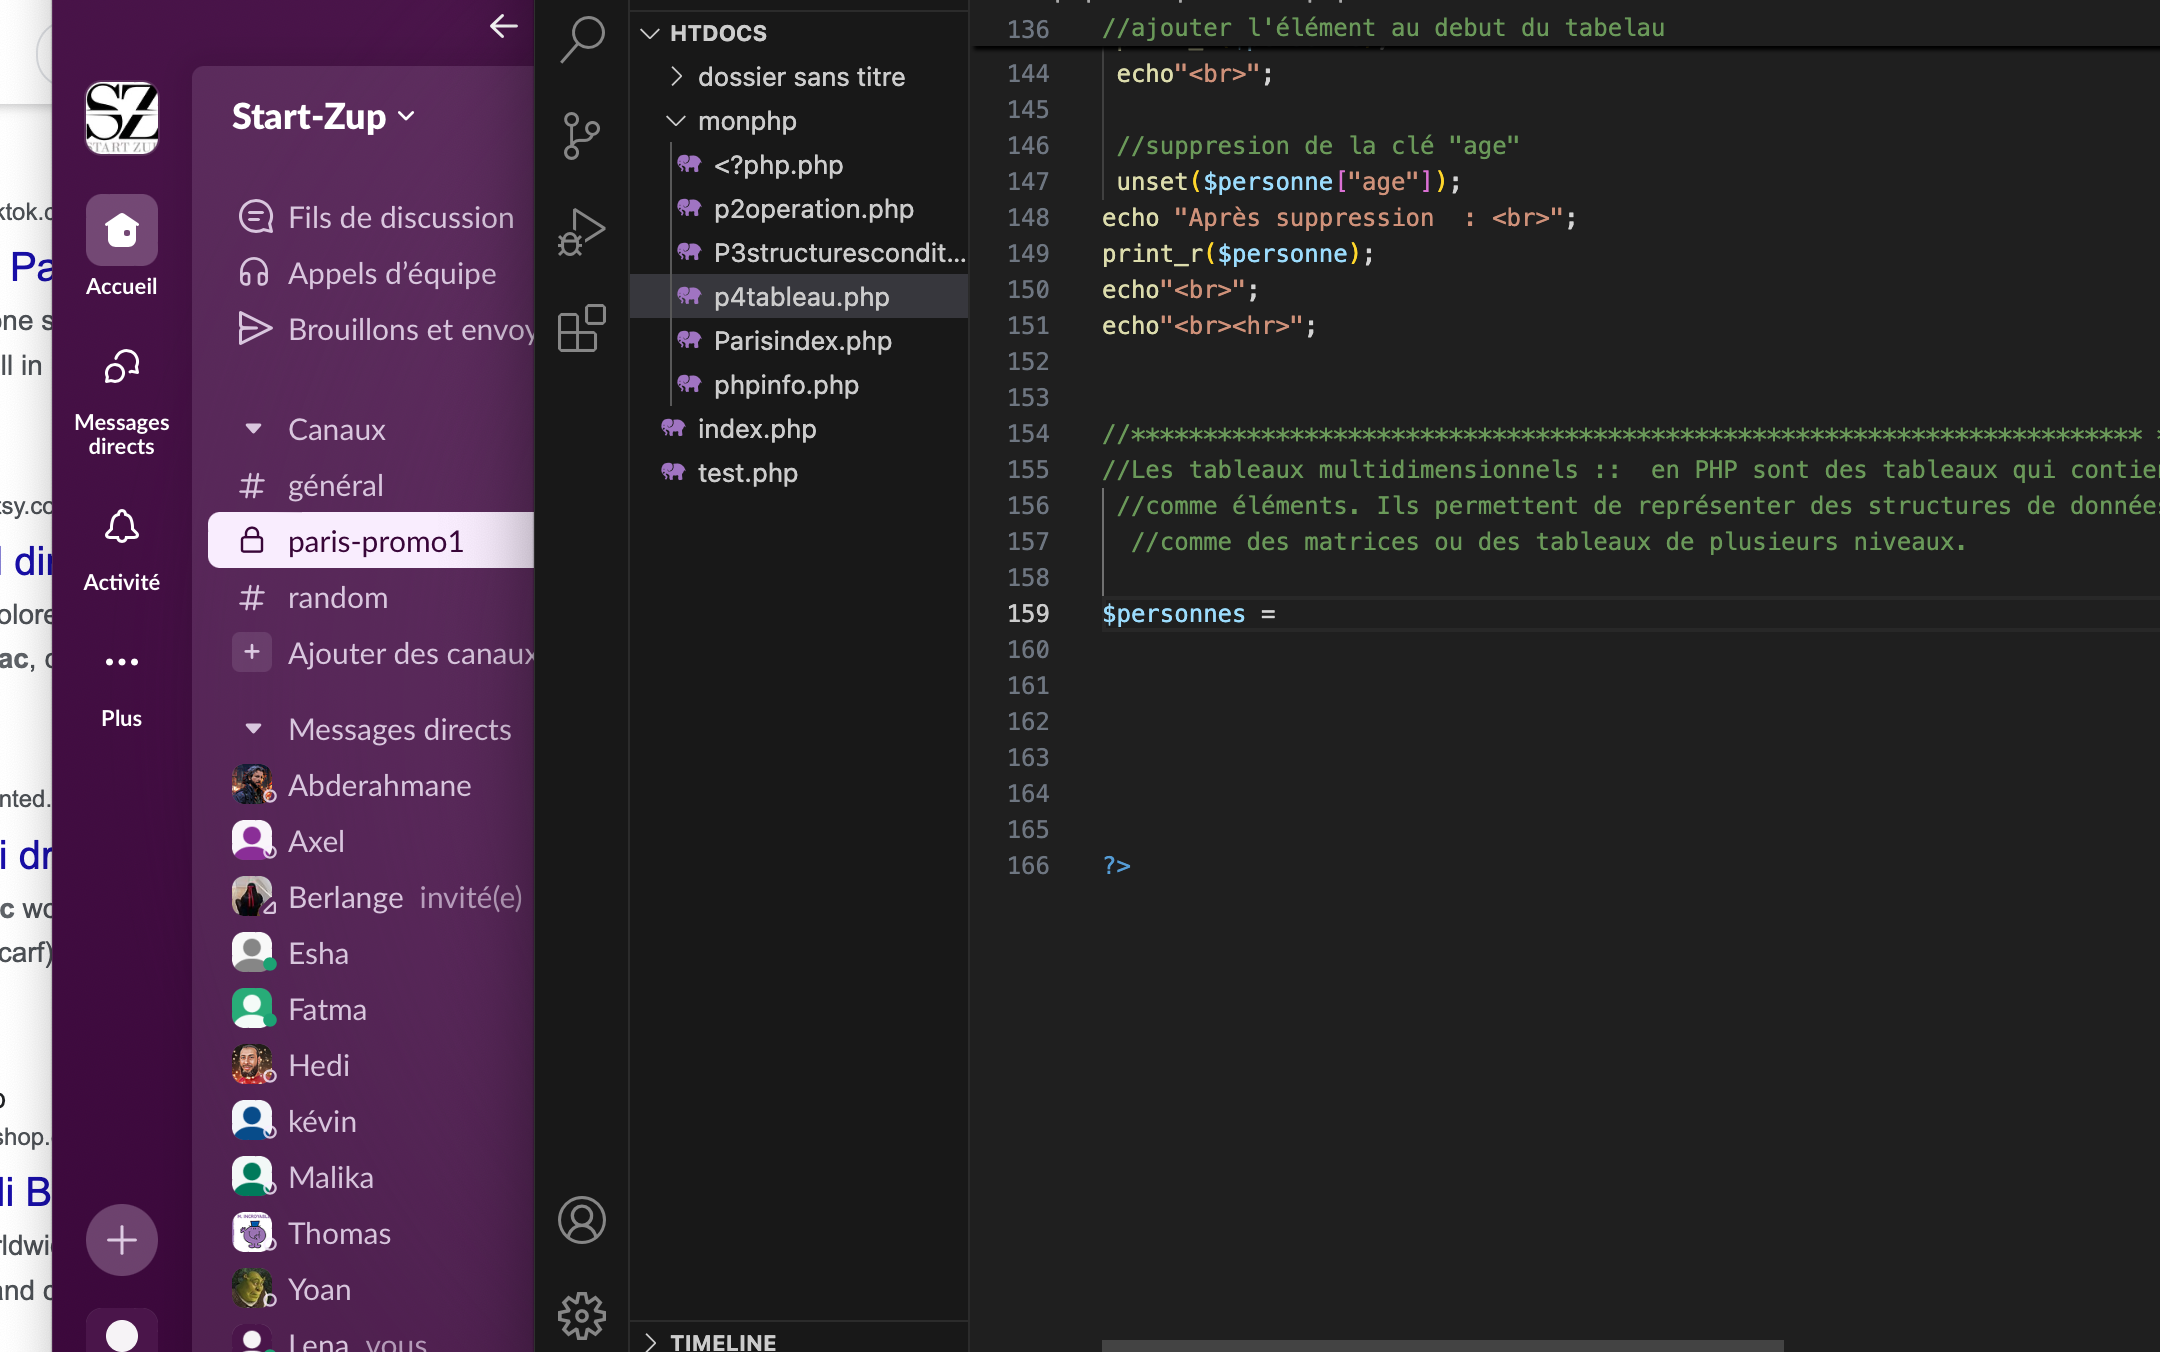 START ZUP
Start-Zup
Accueil
Messages directs
Activité
Plus
Fils de discussion
Appels d’équipe
Brouillons et envoy
Canaux
# général
paris-promo1
# random
+ Ajouter des canaux
Messages directs
Abderahmane
Axel
Berlange invité(e)
Esha
Fatma
Hedi
kévin
Malika
Thomas
Yoan
Lena vous
ktok.c
Pa
one s
ll in
tsy.co
l din
olore
ac, c
nted.
i dr
c wo
carf)
shop.
li B
rldwi
and c
HTDOCS
dossier sans titre
monphp
<?php.php
p2operation.php
P3structurescondit...
p4tableau.php
Parisindex.php
phpinfo.php
index.php
test.php
TIMELINE
136 //ajouter l'élément au debut du tabelau
144 echo"<br>";
145
146 //suppresion de la clé "age"
147 unset($personne["age"]);
148 echo "Après suppression  : <br>";
149 print_r($personne);
150 echo"<br>";
151 echo"<br><hr>";
152
153
154 //**********************************************************************
155 //Les tableaux multidimensionnels ::  en PHP sont des tableaux qui contien
156 //comme éléments. Ils permettent de représenter des structures de données
157 //comme des matrices ou des tableaux de plusieurs niveaux.
158
159 $personnes =
160
161
162
163
164
165
166 ?>